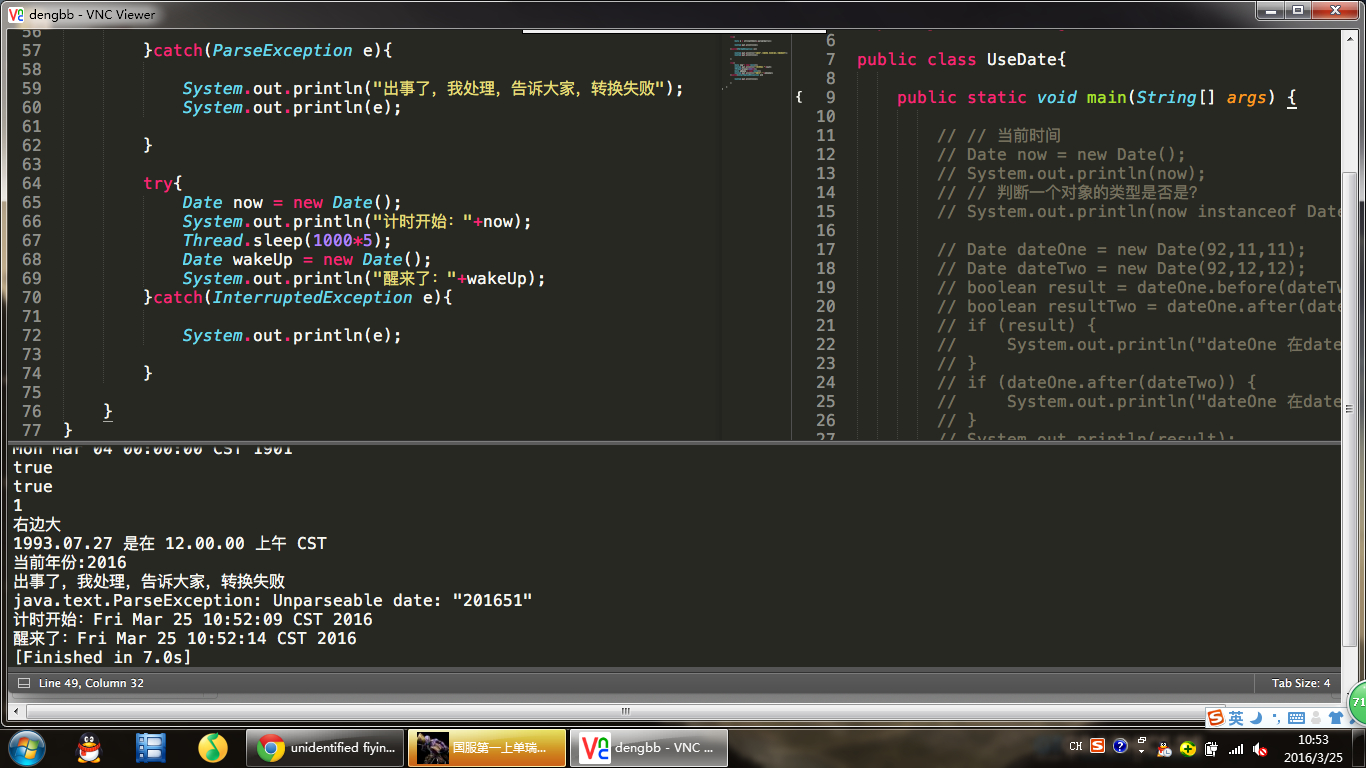 dengbb - VNC Viewer
56
57 }catch(ParseException e){
58
59 System.out.println("出事了，我处理，告诉大家，转换失败");
60 System.out.println(e);
61
62 }
63
64 try{
65 Date now = new Date();
66 System.out.println("计时开始："+now);
67 Thread.sleep(1000*5);
68 Date wakeUp = new Date();
69 System.out.println("醒来了："+wakeUp);
70 }catch(InterruptedException e){
71
72 System.out.println(e);
73
74 }
75
76 }
77 }
6
7 public class UseDate{
8
{ 9 public static void main(String[] args) {
10
11 // // 当前时间
12 // Date now = new Date();
13 // System.out.println(now);
14 // // 判断一个对象的类型是否是？
15 // System.out.println(now instanceof Date
16
17 // Date dateOne = new Date(92,11,11);
18 // Date dateTwo = new Date(92,12,12);
19 // boolean result = dateOne.before(dateTw
20 // boolean resultTwo = dateOne.after(date
21 // if (result) {
22 // System.out.println("dateOne 在date
23 // }
24 // if (dateOne.after(dateTwo)) {
25 // System.out.println("dateOne 在date
26 // }
27 // System.out.println(result);
Mon Mar 04 00:00:00 CST 1901
true
true
1
右边大
1993.07.27 是在 12.00.00 上午 CST
当前年份:2016
出事了，我处理，告诉大家，转换失败
java.text.ParseException: Unparseable date: "201651"
计时开始：Fri Mar 25 10:52:09 CST 2016
醒来了：Fri Mar 25 10:52:14 CST 2016
[Finished in 7.0s]
Line 49, Column 32
Tab Size: 4
71
英
unidentified fiyin...
国服第一上单瑞...
dengbb - VNC ...
CH
10:53
2016/3/25